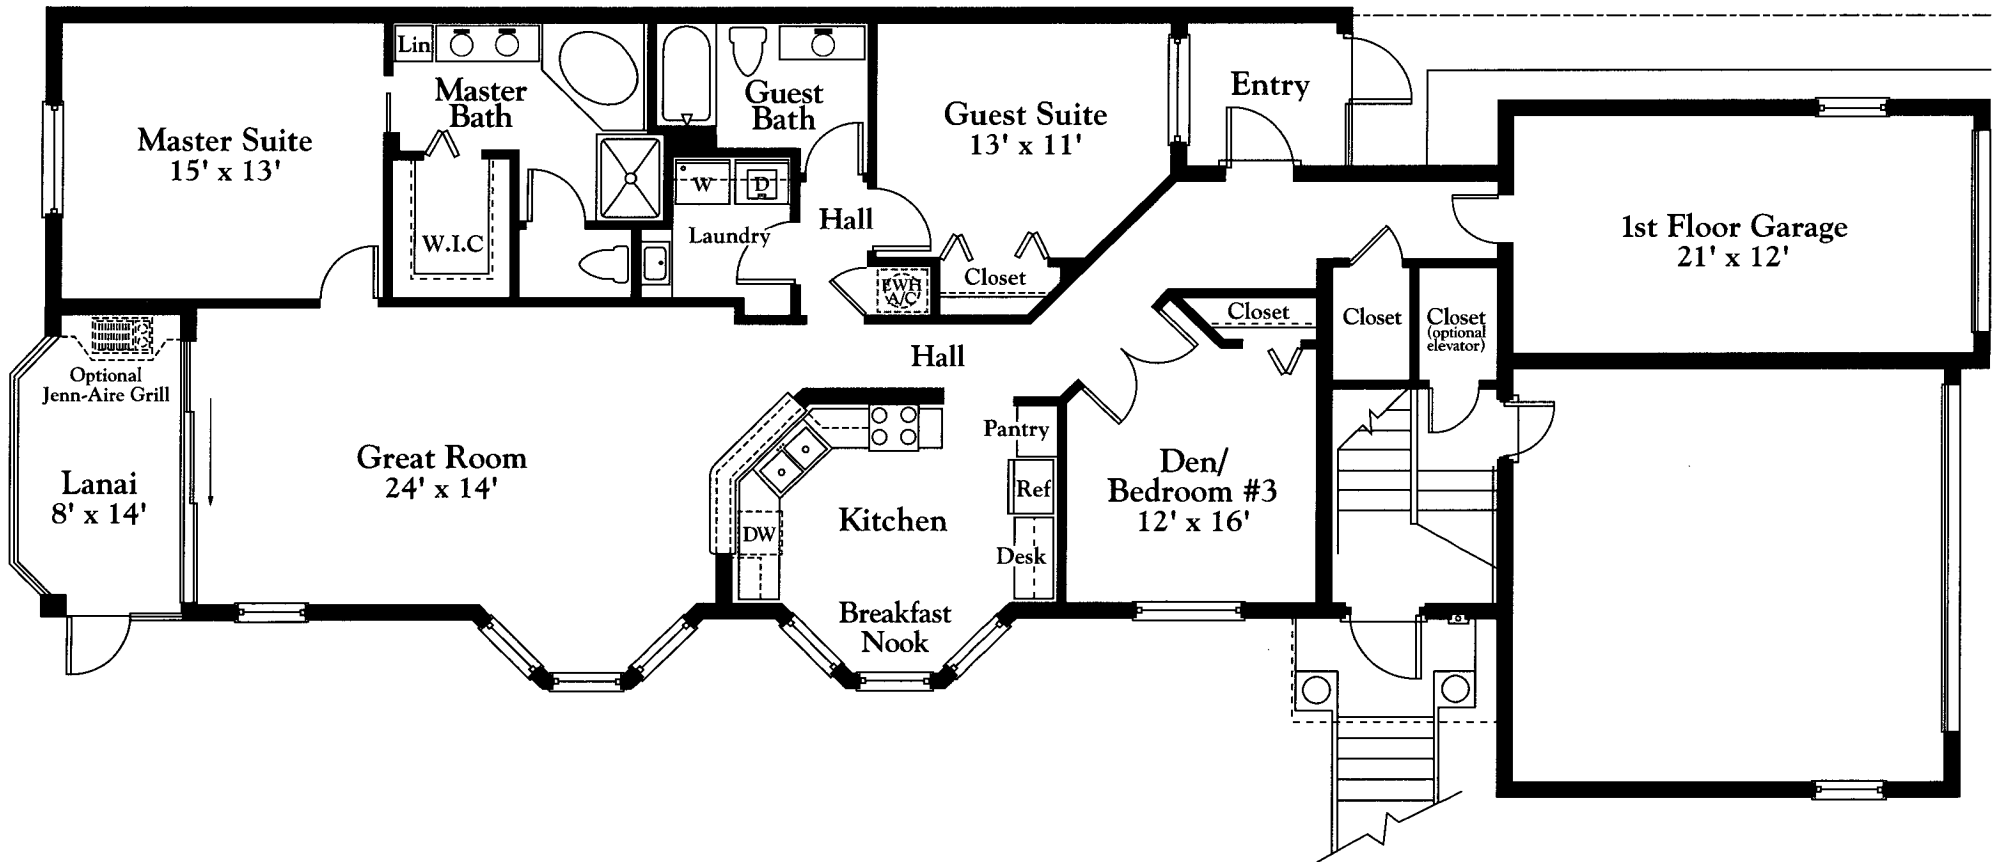 Lin
Master
Bath
Guest
Bath
Entry
Master Suite
15' x 13'
Guest Suite
13' x 11'
W
D
W.I.C
Laundry
Hall
1st Floor Garage
21' x 12'
Closet
EWH
A/C
Closet
Closet
Closet
(optional
elevator)
Hall
Optional
Jenn-Aire Grill
Lanai
8' x 14'
Great Room
24' x 14'
Pantry
Ref
Den/
Bedroom #3
12' x 16'
DW
Kitchen
Desk
Breakfast
Nook